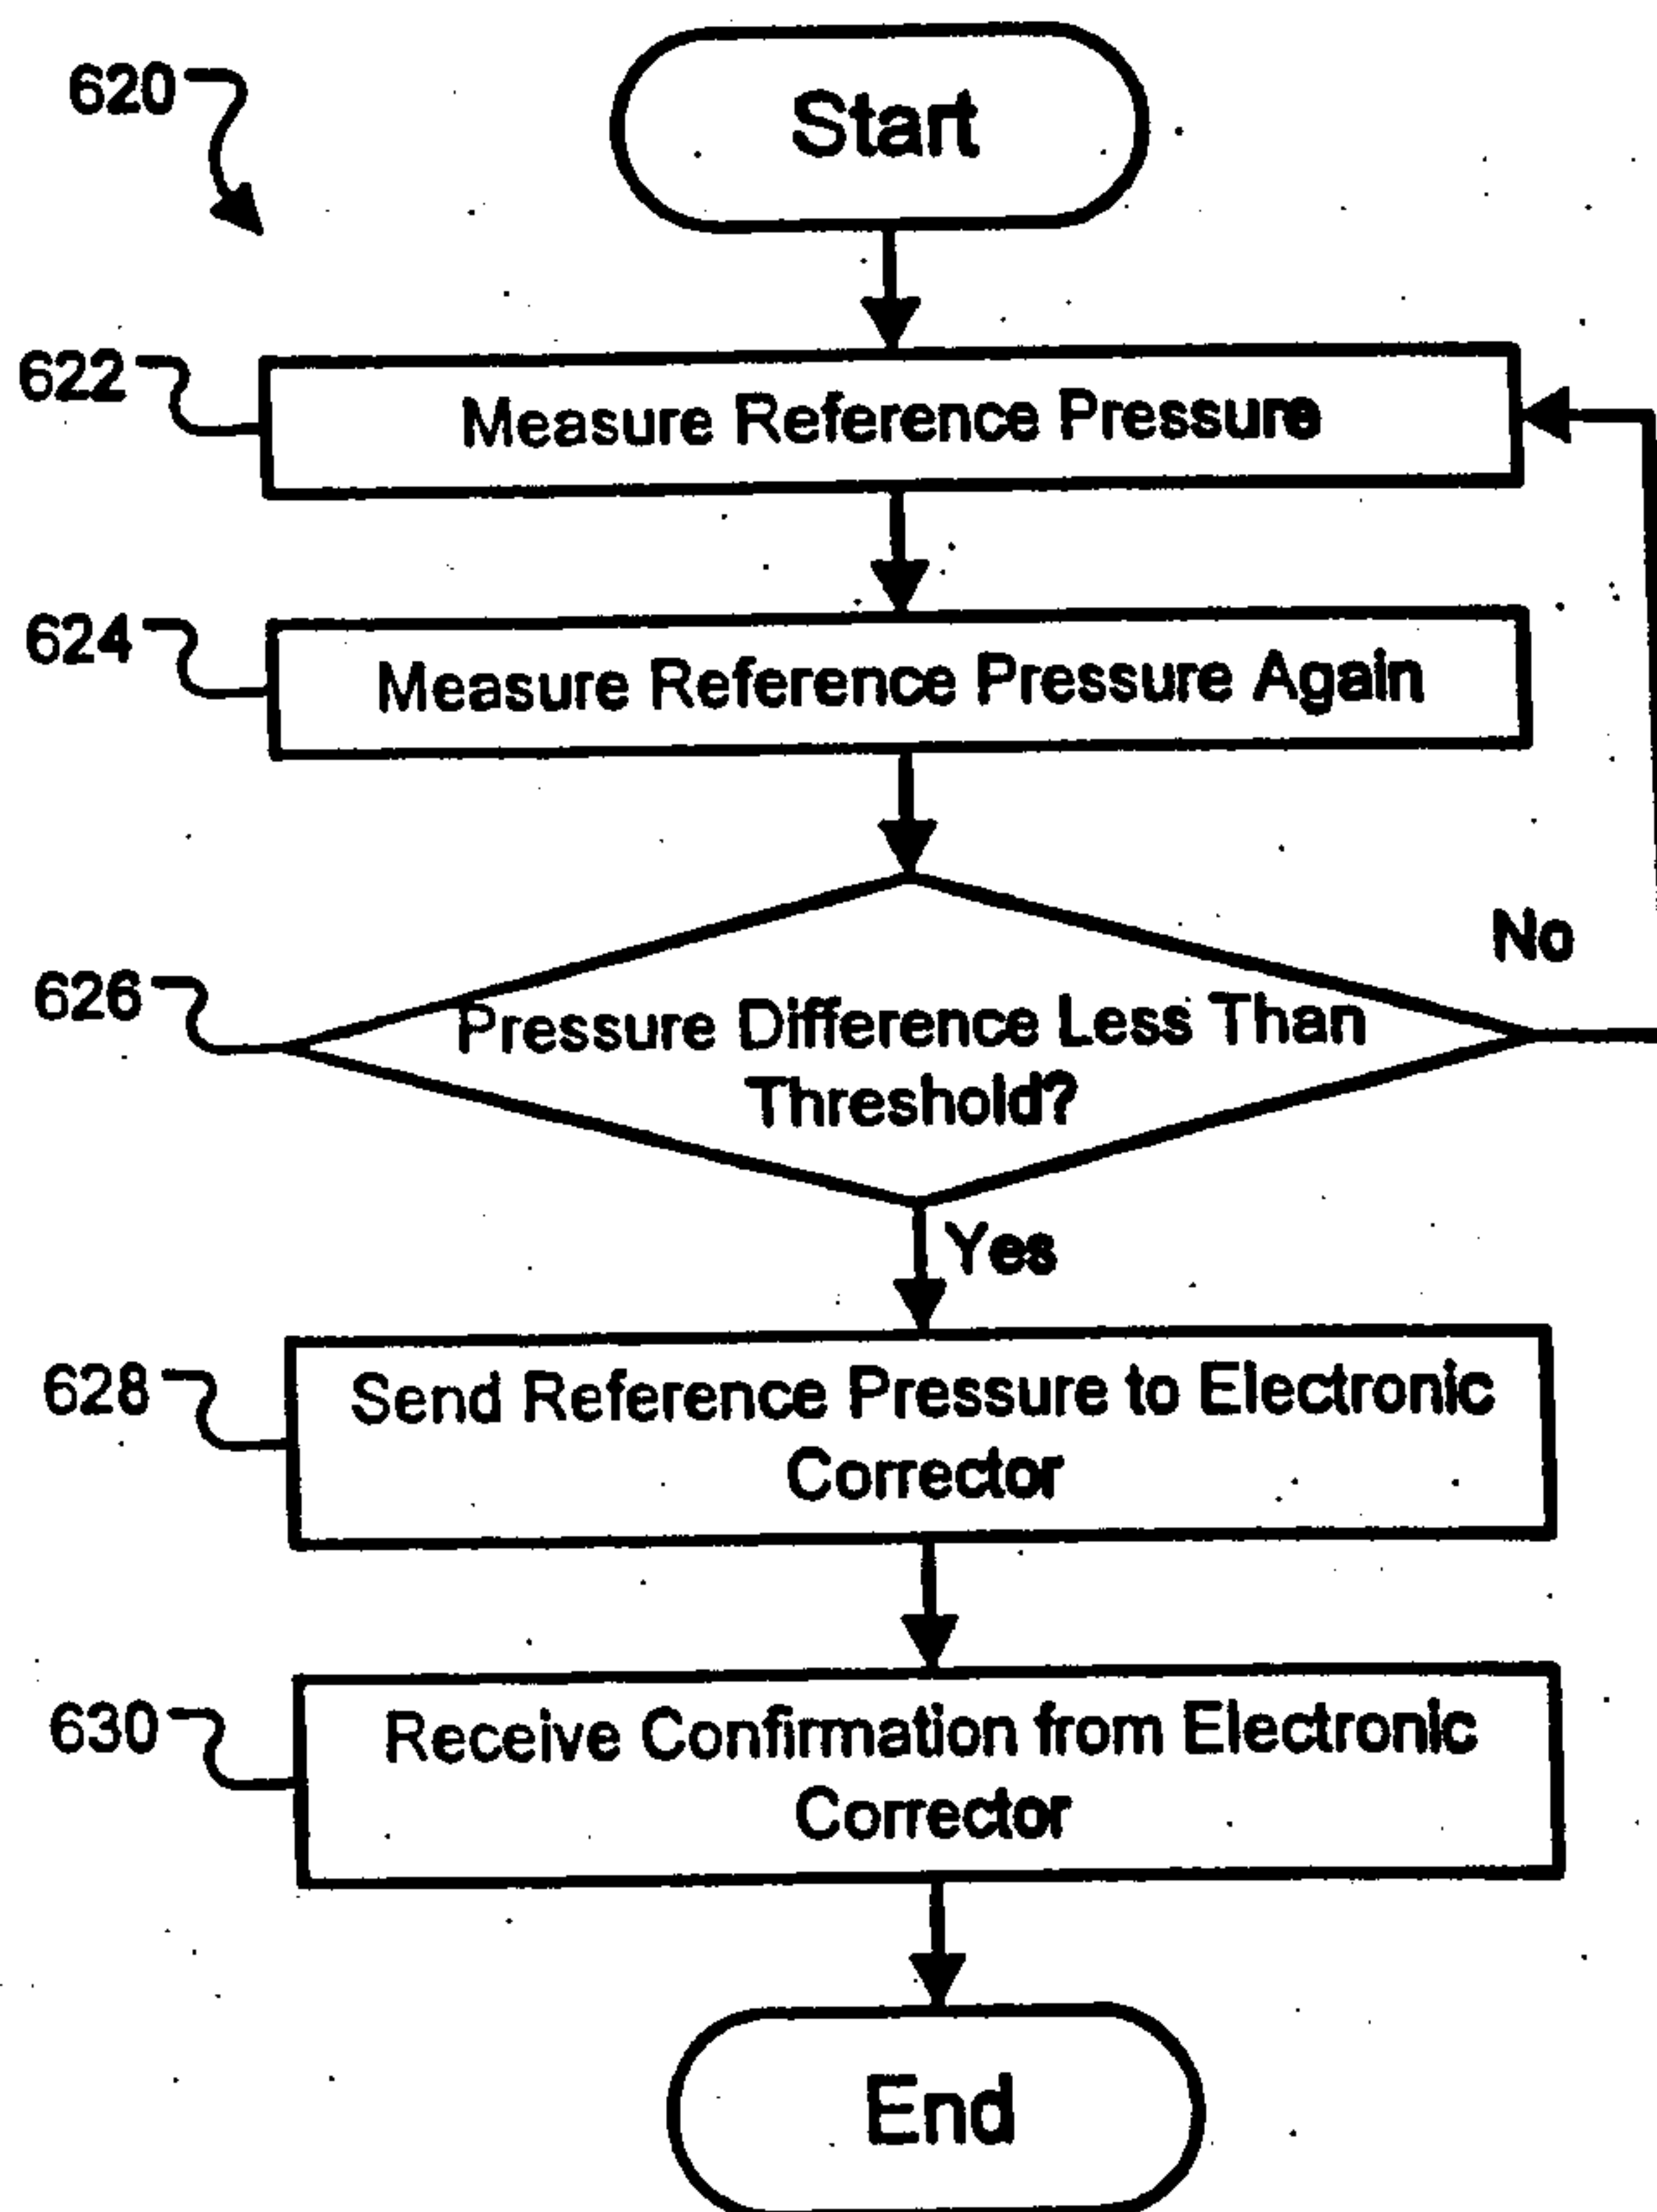 620
Start
622
Measure Reference Pressure
624
Measure Reference Pressure Again
No
626
Pressure Difference Less Than
Threshold?
Yes
628
Send Reference Pressure to Electronic
Corrector
630
Receive Confirmation from Electronic
Corrector
End